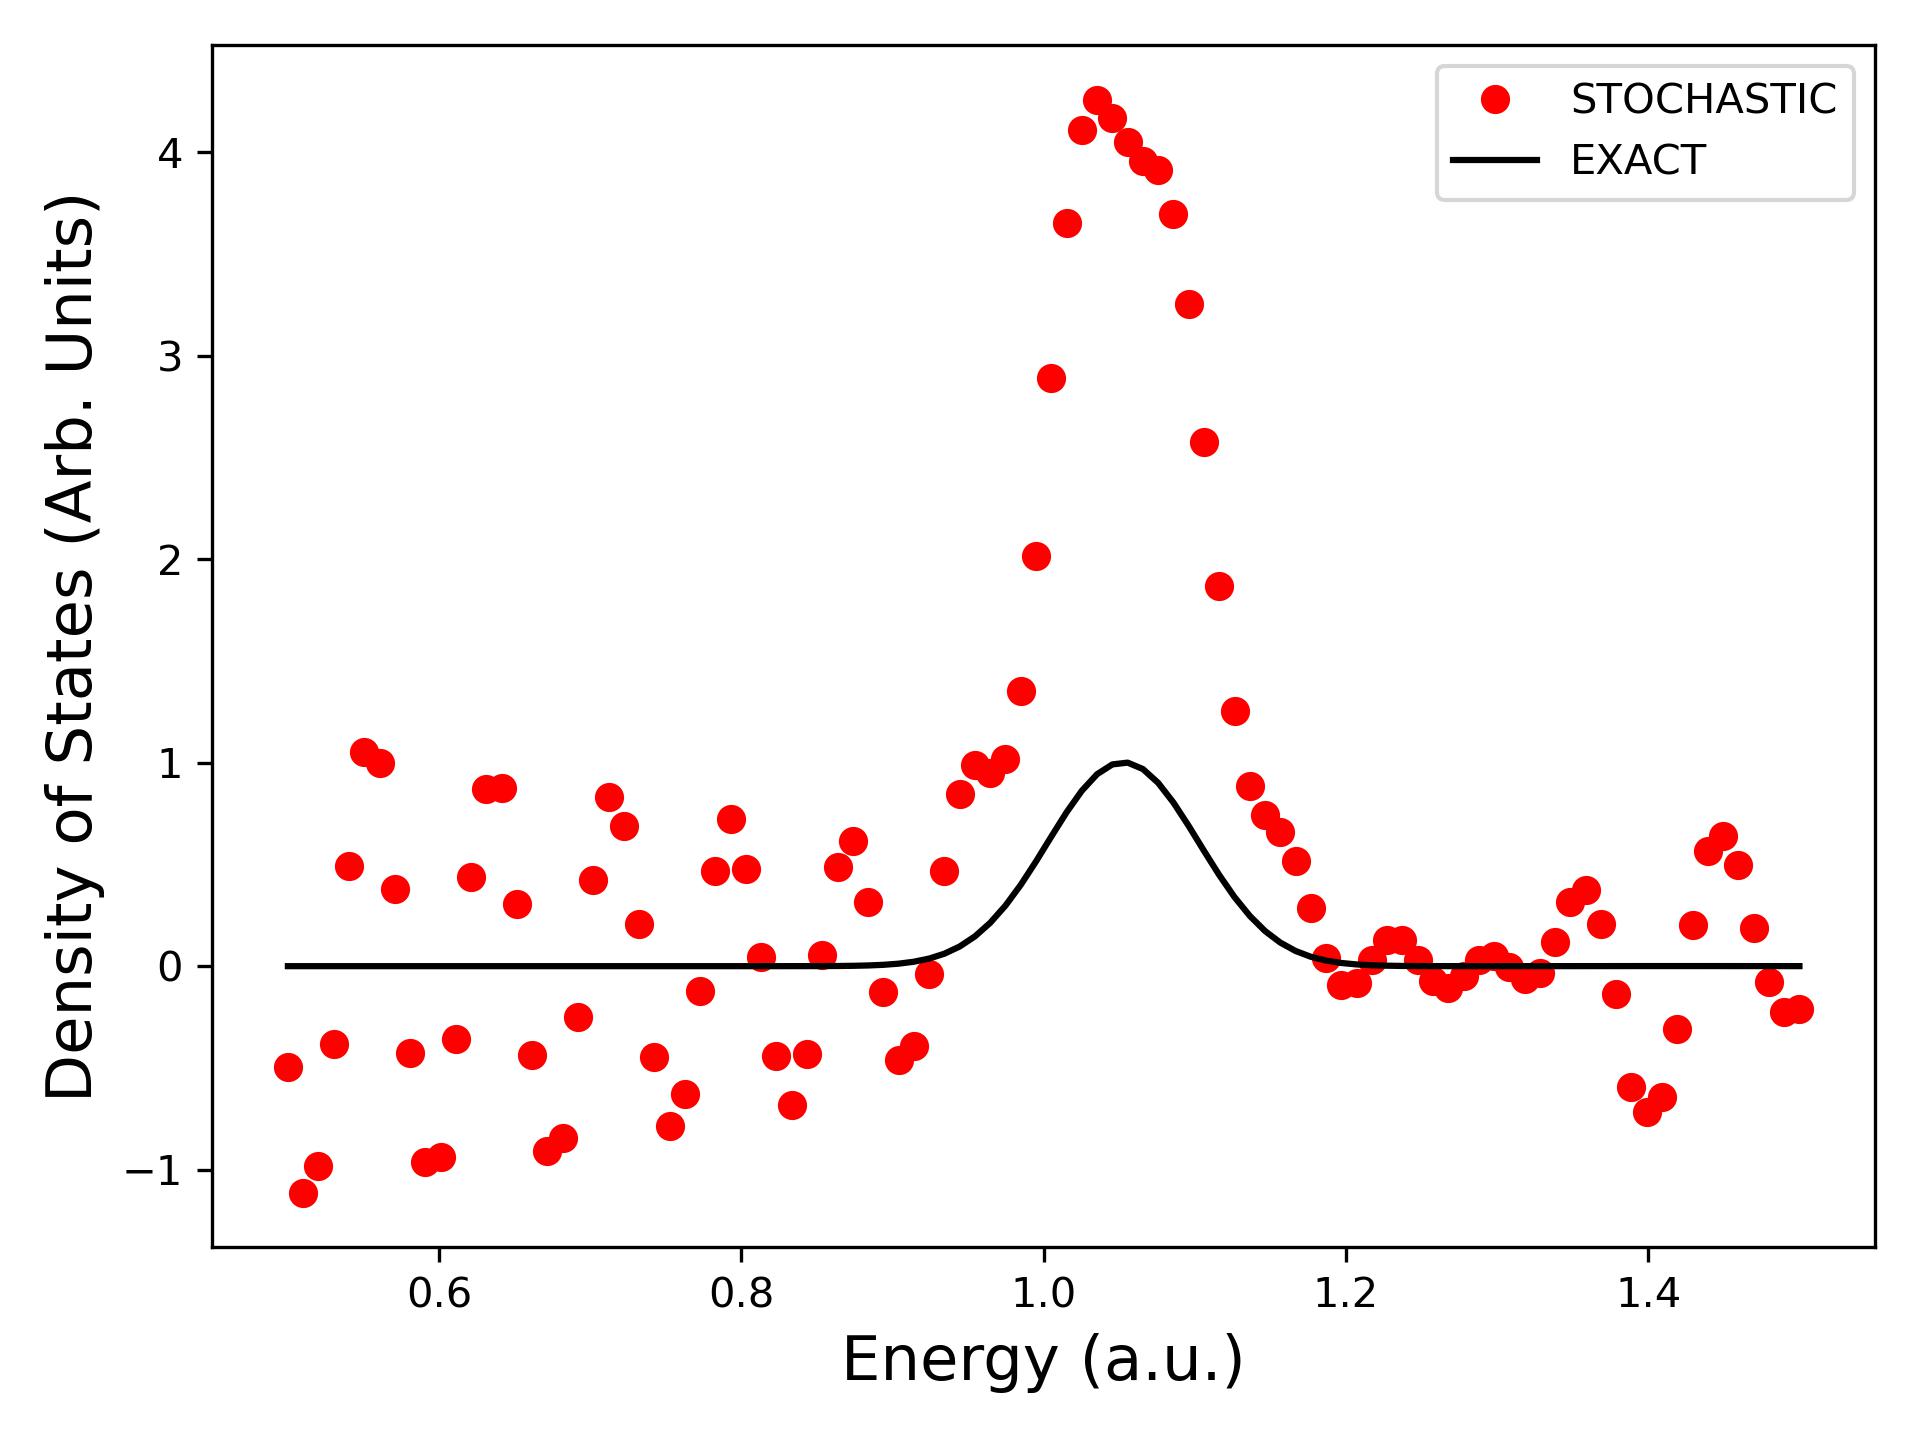 STOCHASTIC
EXACT
Density of States (Arb. Units)
4
3
2
1
0
−1
0.6 0.8 1.0 1.2 1.4
Energy (a.u.)